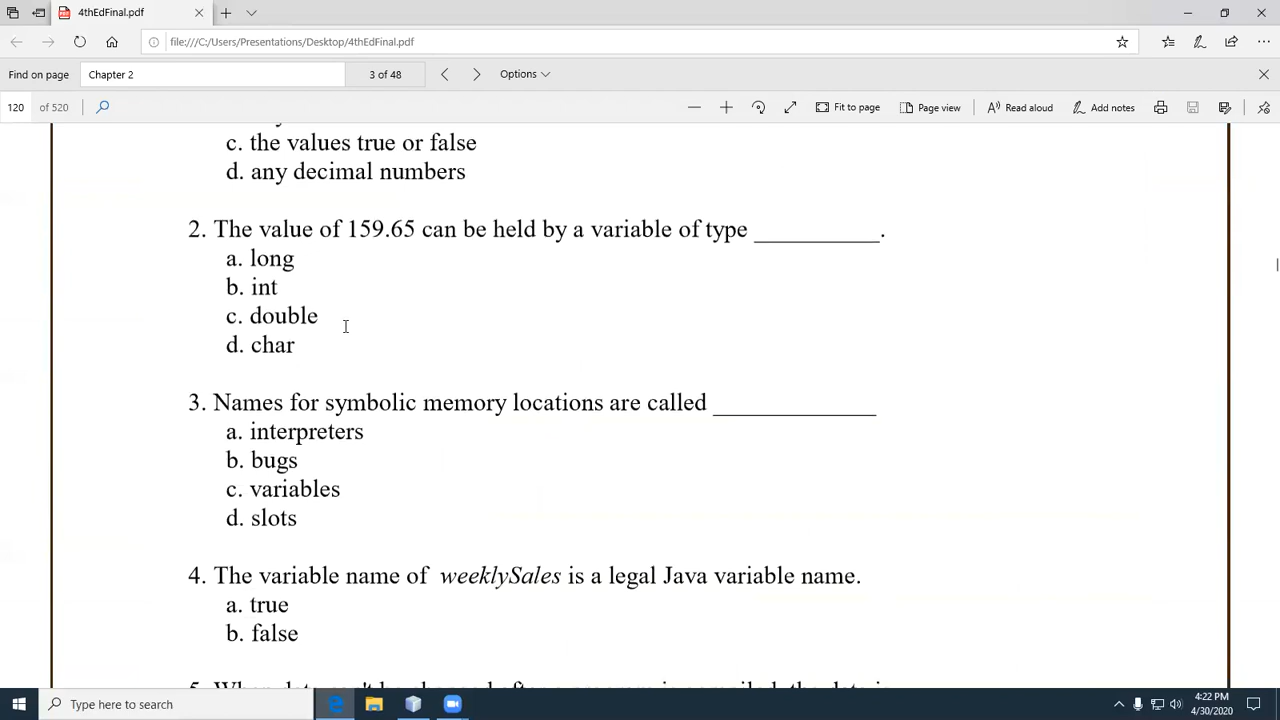 4thEdFinal.pdf
file:///C:/Users/Presentations/Desktop/4thEdFinal.pdf
Find on page
Chapter 2
3 of 48
Options
120
of 520
Fit to page
Page view
Read aloud
Add notes
c. the values true or false
d. any decimal numbers
2. The value of 159.65 can be held by a variable of type __________.
a. long
b. int
c. double
d. char
3. Names for symbolic memory locations are called _____________
a. interpreters
b. bugs
c. variables
d. slots
4. The variable name of weeklySales is a legal Java variable name.
a. true
b. false
Type here to search
4:22 PM
4/30/2020